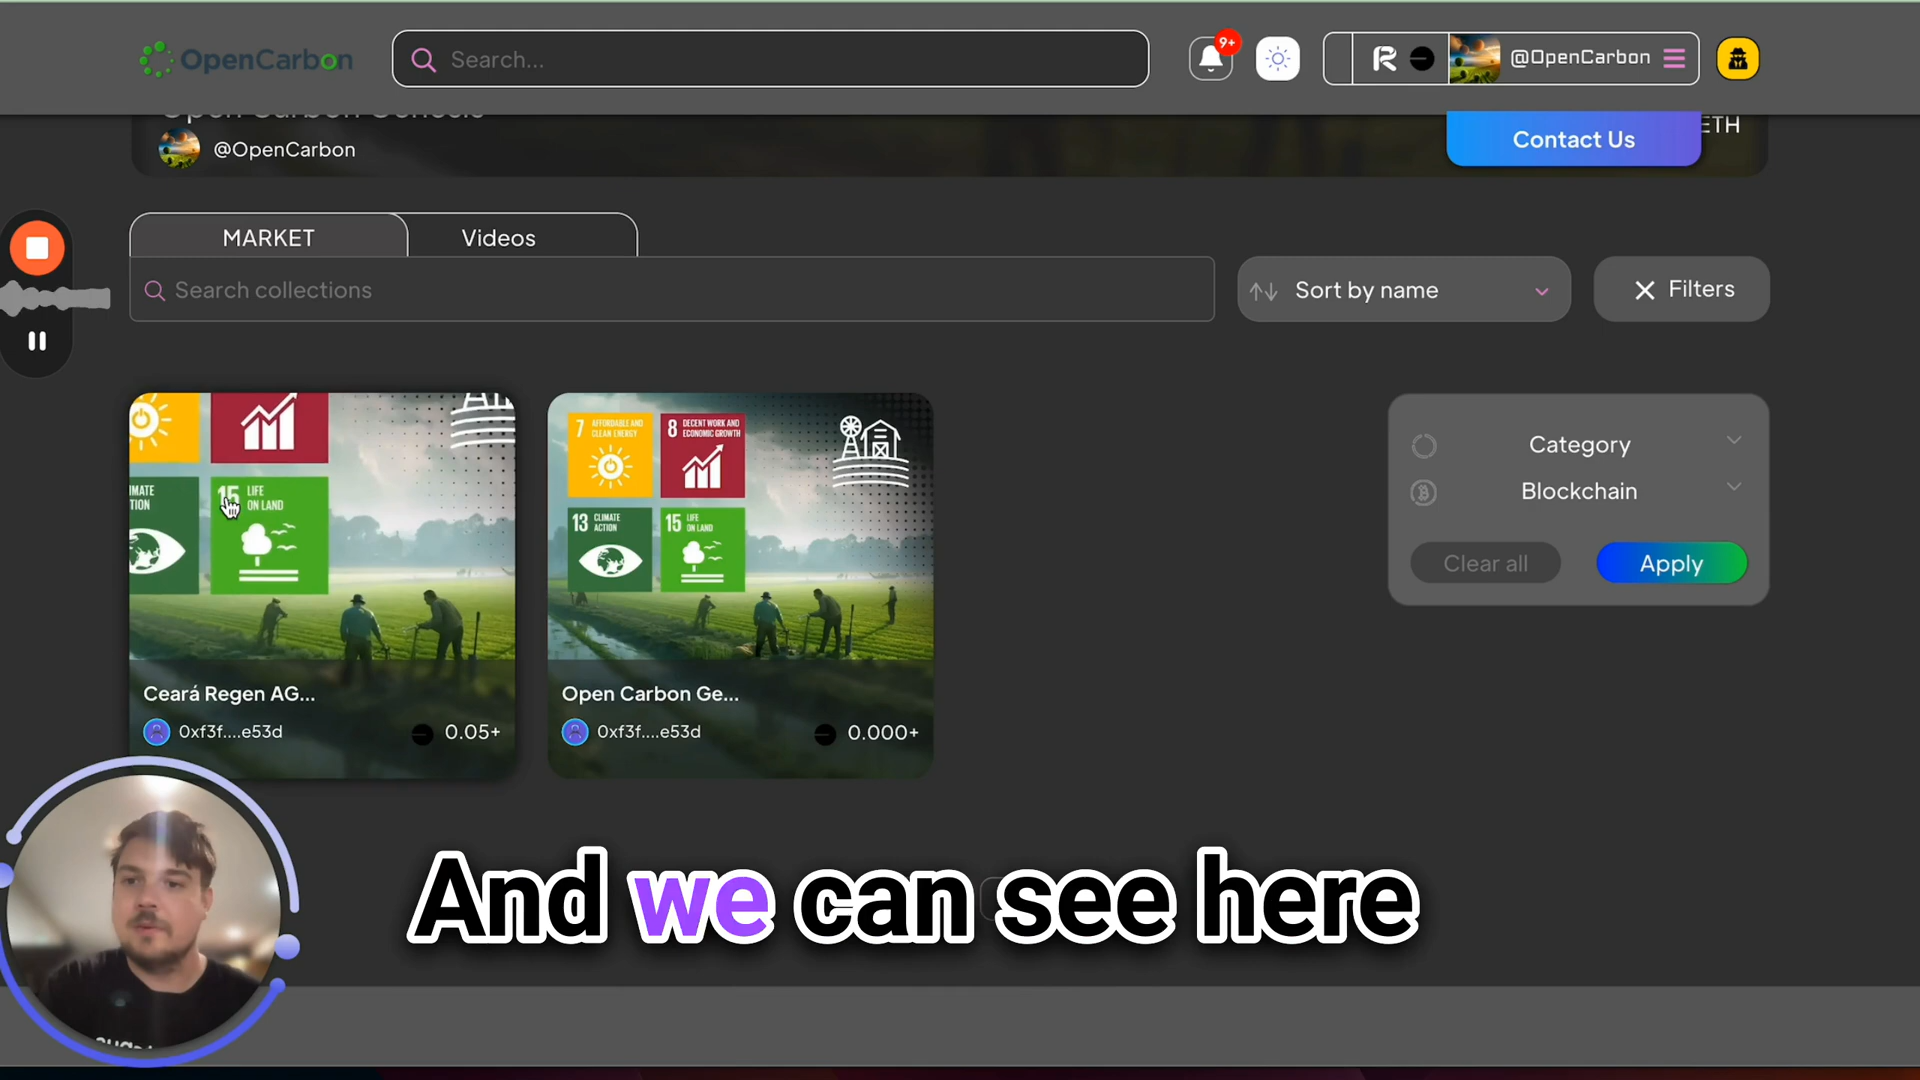 OpenCarbon
Search...
9+
R
@OpenCarbon
Open Carbon Genesis
@OpenCarbon
ETH
Contact Us
MARKET
Videos
Search collections
Sort by name
Filters
15 LIFE
ON LAND
7 AFFORDABLE AND
CLEAN ENERGY
8 DECENT WORK AND
ECONOMIC GROWTH
13 CLIMATE
ACTION
15 LIFE
ON LAND
Category
Blockchain
Clear all
Apply
Ceará Regen AG...
0xf3f....e53d
0.05+
Open Carbon Ge...
0xf3f....e53d
0.000+
And we can see here